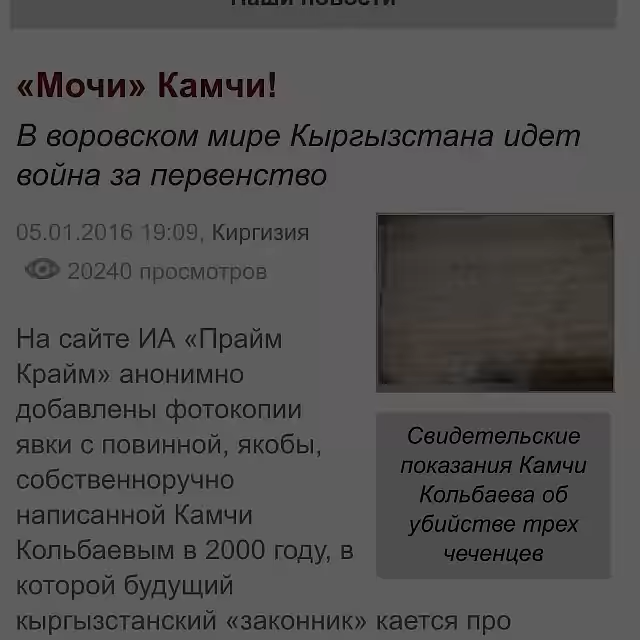 Наши новости
«Мочи» Камчи!
В воровском мире Кыргызстана идет
война за первенство
05.01.2016 19:09, Киргизия
20240 просмотров
На сайте ИА «Прайм
Крайм» анонимно
добавлены фотокопии
явки с повинной, якобы,
собственноручно
написанной Камчи
Кольбаевым в 2000 году, в
которой будущий
кыргызстанский «законник» кается про
Свидетельские
показания Камчи
Кольбаева об
убийстве трех
чеченцев